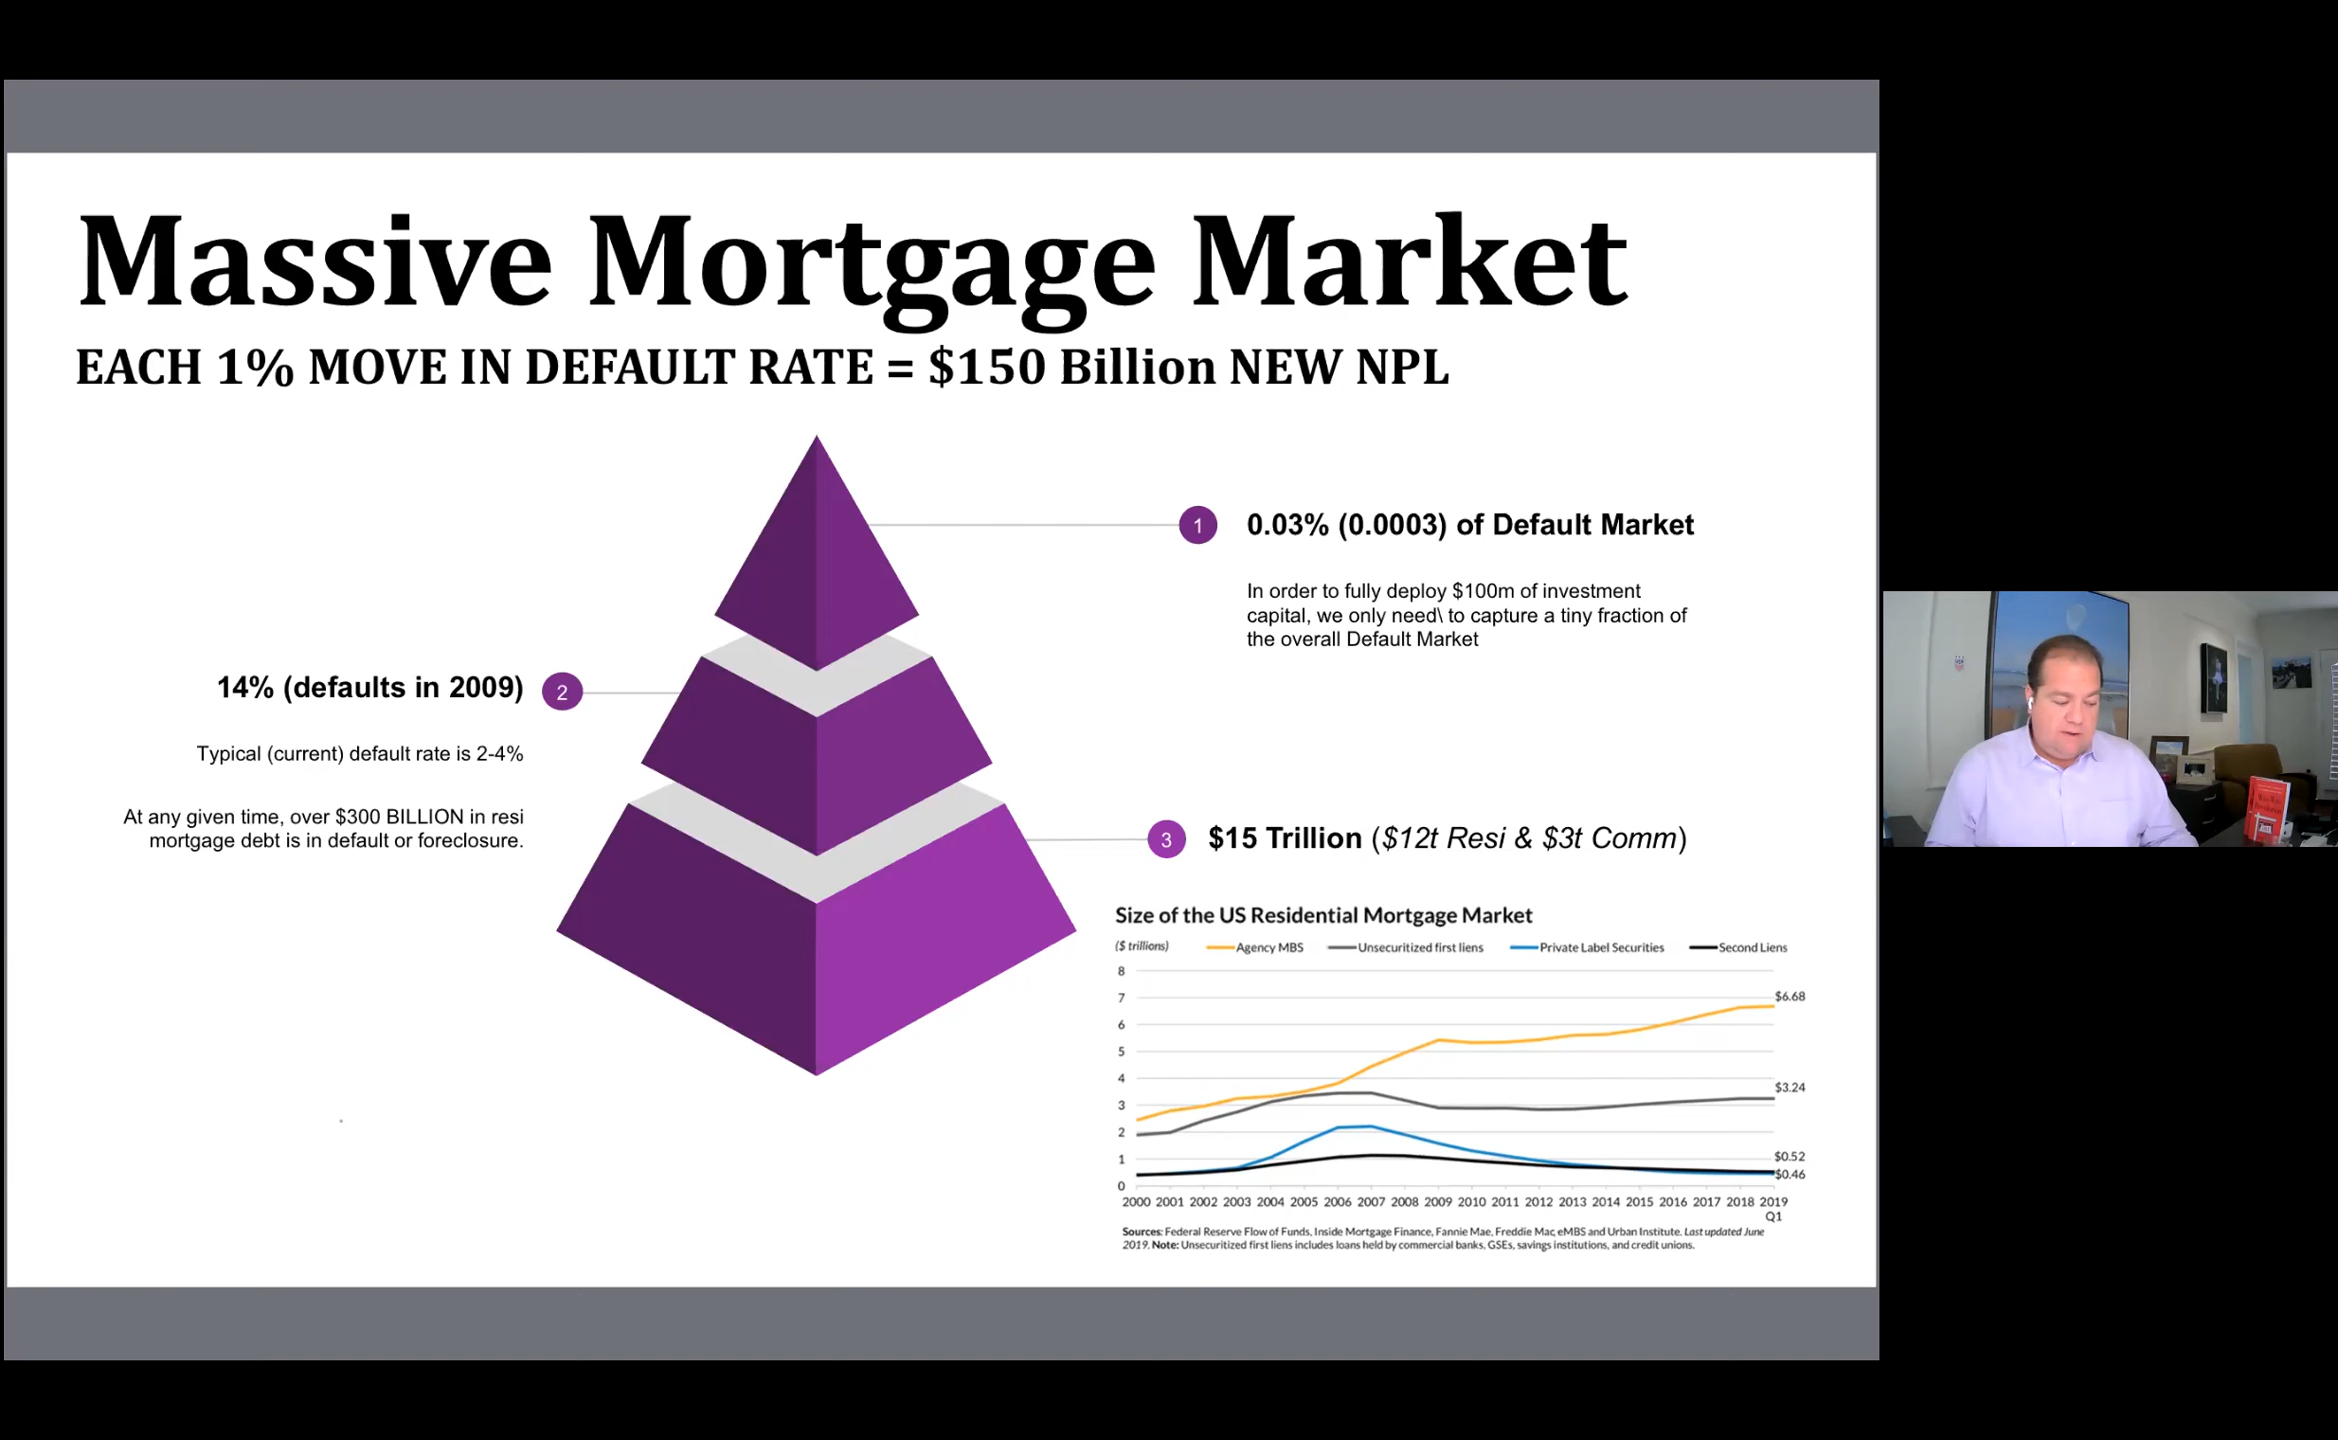 Massive Mortgage Market
EACH 1% MOVE IN DEFAULT RATE = $150 Billion NEW NPL
1
0.03% (0.0003) of Default Market
In order to fully deploy $100m of investment
capital, we only need\ to capture a tiny fraction of
the overall Default Market
14% (defaults in 2009)
2
Typical (current) default rate is 2-4%
At any given time, over $300 BILLION in resi
mortgage debt is in default or foreclosure.
3
$15 Trillion ($12t Resi & $3t Comm)
Size of the US Residential Mortgage Market
($ trillions)
Agency MBS
Unsecuritized first liens
Private Label Securities
Second Liens
8
7
6
5
4
3
2
1
0
$6.68
$3.24
$0.52
$0.46
2000 2001 2002 2003 2004 2005 2006 2007 2008 2009 2010 2011 2012 2013 2014 2015 2016 2017 2018 2019
Q1
Sources: Federal Reserve Flow of Funds, Inside Mortgage Finance, Fannie Mae, Freddie Mac, eMBS and Urban Institute. Last updated June
2019. Note: Unsecuritized first liens includes loans held by commercial banks, GSEs, savings institutions, and credit unions.